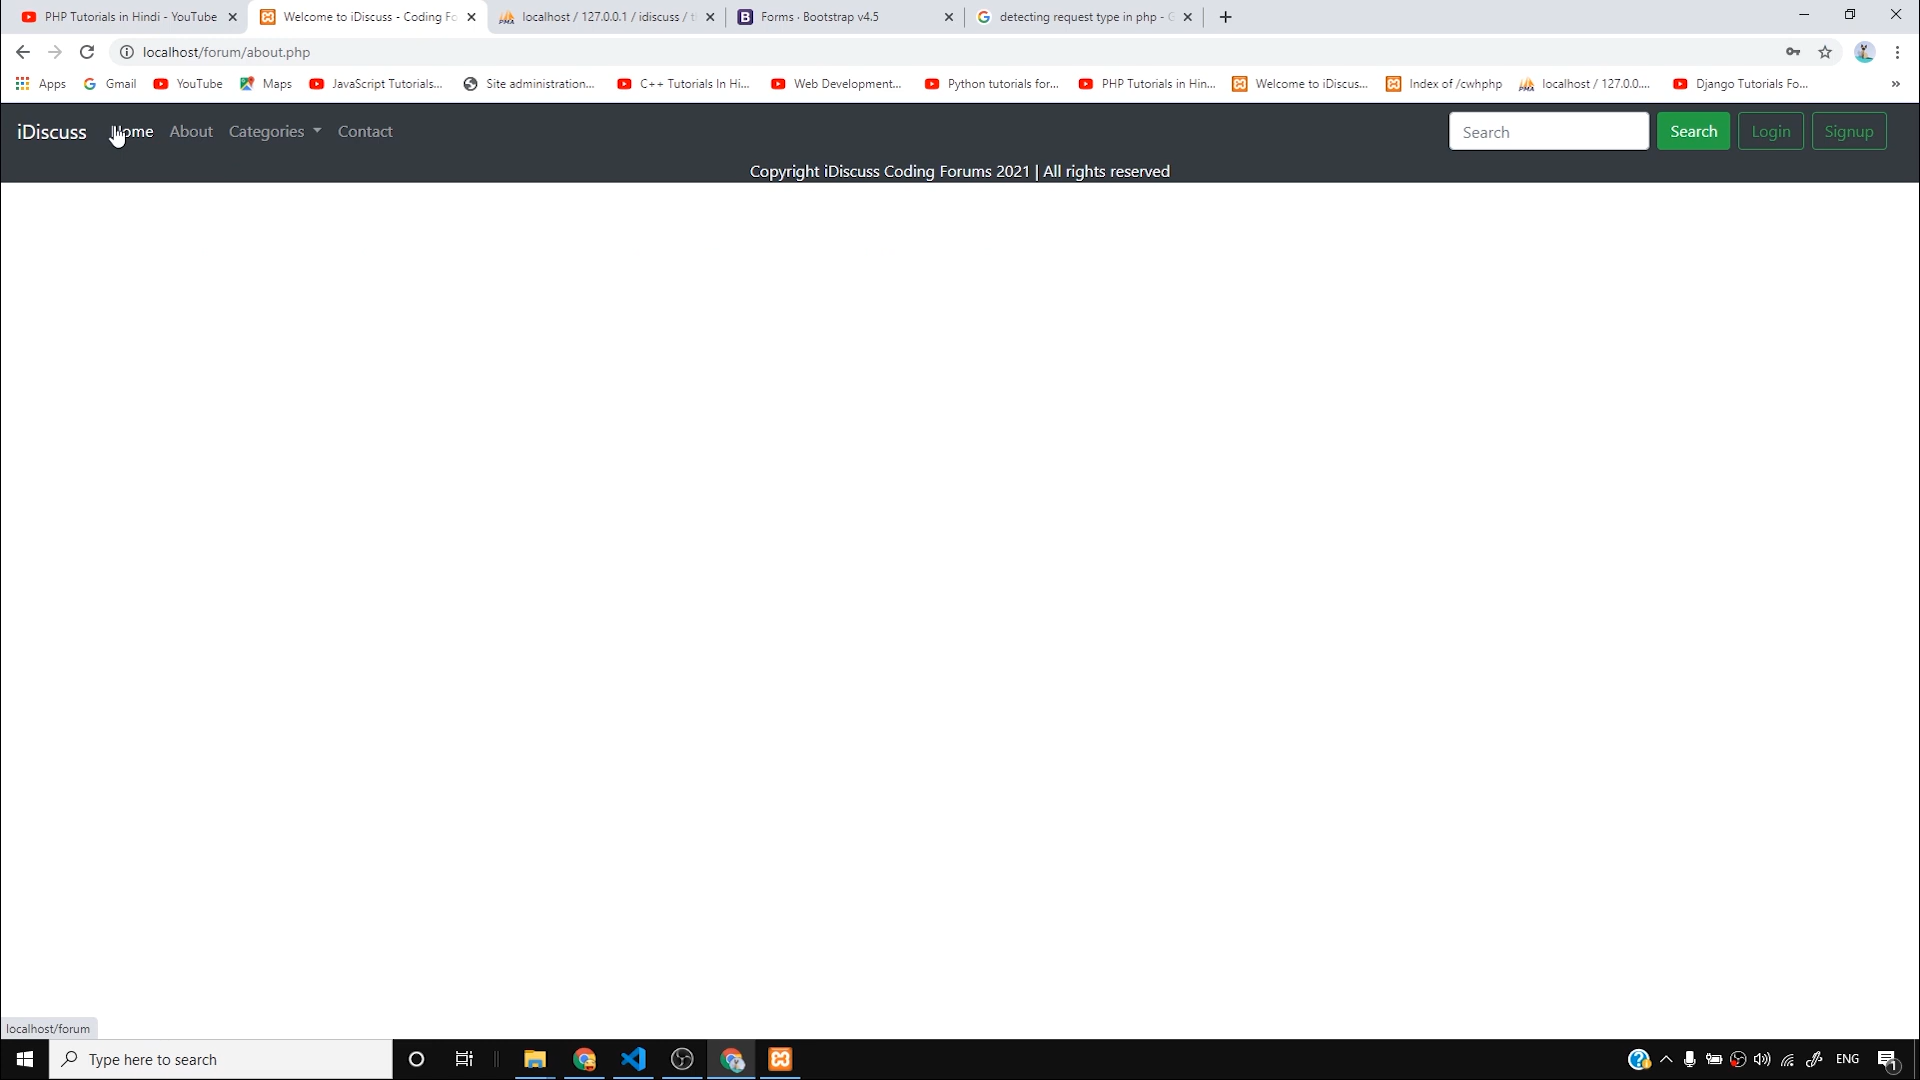 PHP Tutorials in Hindi - YouTube
Welcome to iDiscuss - Coding Fo
localhost / 127.0.0.1 / idiscuss / t
Forms · Bootstrap v4.5
detecting request type in php - G
localhost/forum/about.php
Apps
Gmail
YouTube
Maps
JavaScript Tutorials...
Site administration...
C++ Tutorials In Hi...
Web Development...
Python tutorials for...
PHP Tutorials in Hin...
Welcome to iDiscus...
Index of /cwhphp
localhost / 127.0.0....
Django Tutorials Fo...
»
iDiscuss
Home
About
Categories
Contact
Search
Search
Login
Signup
Copyright iDiscuss Coding Forums 2021 | All rights reserved
localhost/forum
Type here to search
ENG
1